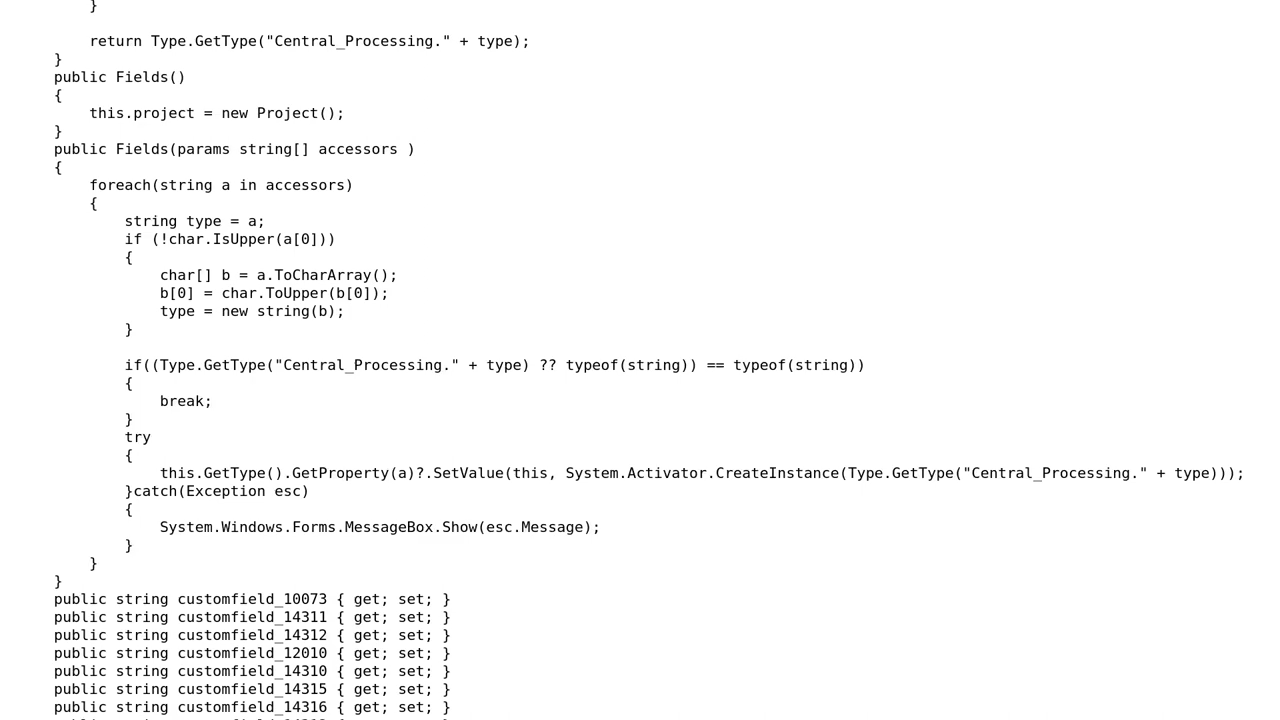 }
return Type.GetType("Central_Processing." + type);
}
public Fields()
{
this.project = new Project();
}
public Fields(params string[] accessors )
{
foreach(string a in accessors)
{
string type = a;
if (!char.IsUpper(a[0]))
{
char[] b = a.ToCharArray();
b[0] = char.ToUpper(b[0]);
type = new string(b);
}
if((Type.GetType("Central_Processing." + type) ?? typeof(string)) == typeof(string))
{
break;
}
try
{
this.GetType().GetProperty(a)?.SetValue(this, System.Activator.CreateInstance(Type.GetType("Central_Processing." + type)));
}catch(Exception esc)
{
System.Windows.Forms.MessageBox.Show(esc.Message);
}
}
}
public string customfield_10073 { get; set; }
public string customfield_14311 { get; set; }
public string customfield_14312 { get; set; }
public string customfield_12010 { get; set; }
public string customfield_14310 { get; set; }
public string customfield_14315 { get; set; }
public string customfield_14316 { get; set; }